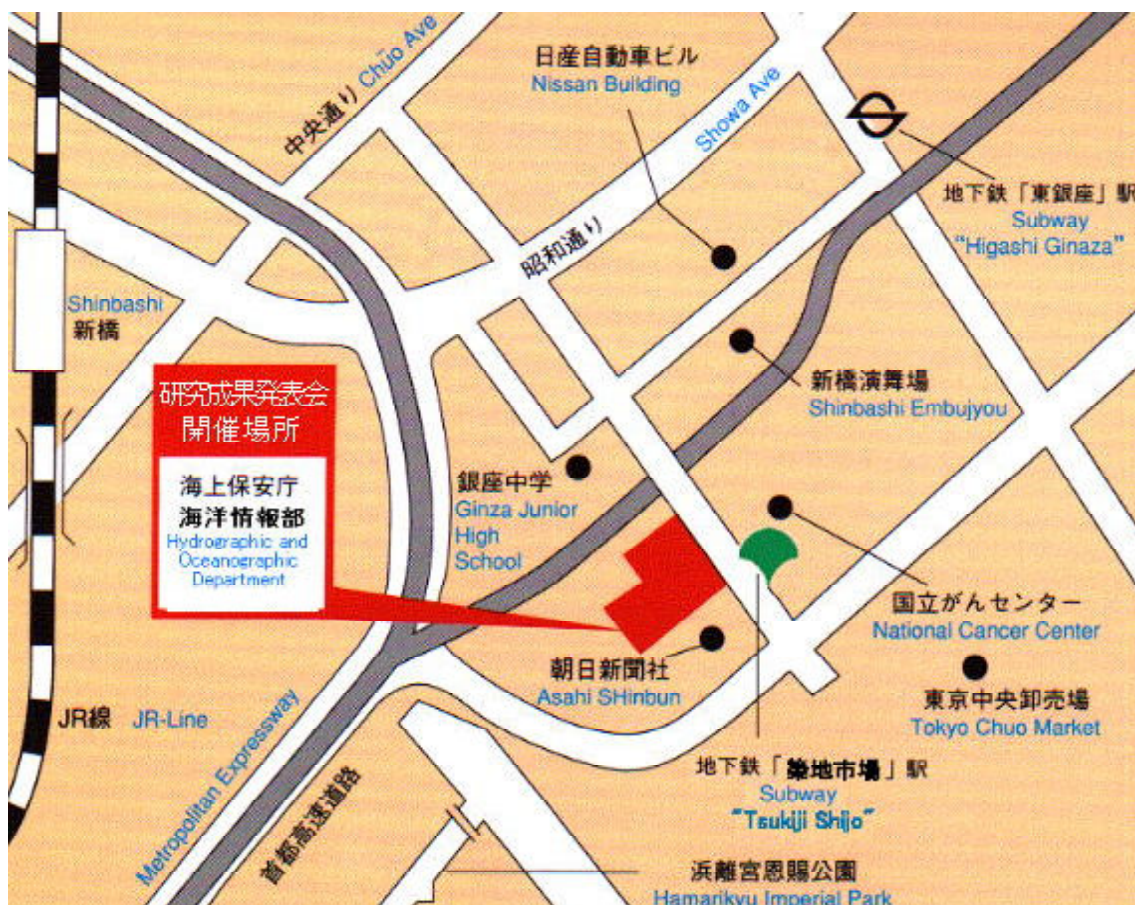 中央通り Chūo Ave
日産自動車ビル
Nissan Building
Showa Ave
昭和通り
地下鉄「東銀座」駅
Subway
"Higashi Ginaza"
Shinbashi
新橋
研究成果発表会
開催場所
海上保安庁
海洋情報部
Hydrographic and
Oceanographic
Department
新橋演舞場
Shinbashi Embujyou
銀座中学
Ginza Junior
High
School
国立がんセンター
National Cancer Center
朝日新聞社
Asahi SHinbun
東京中央卸売場
Tokyo Chuo Market
JR線 JR-Line
地下鉄「築地市場」駅
Subway
"Tsukiji Shijo"
Metropolitan Expressway
首都高速道路
浜離宮恩賜公園
Hamarikyu Imperial Park